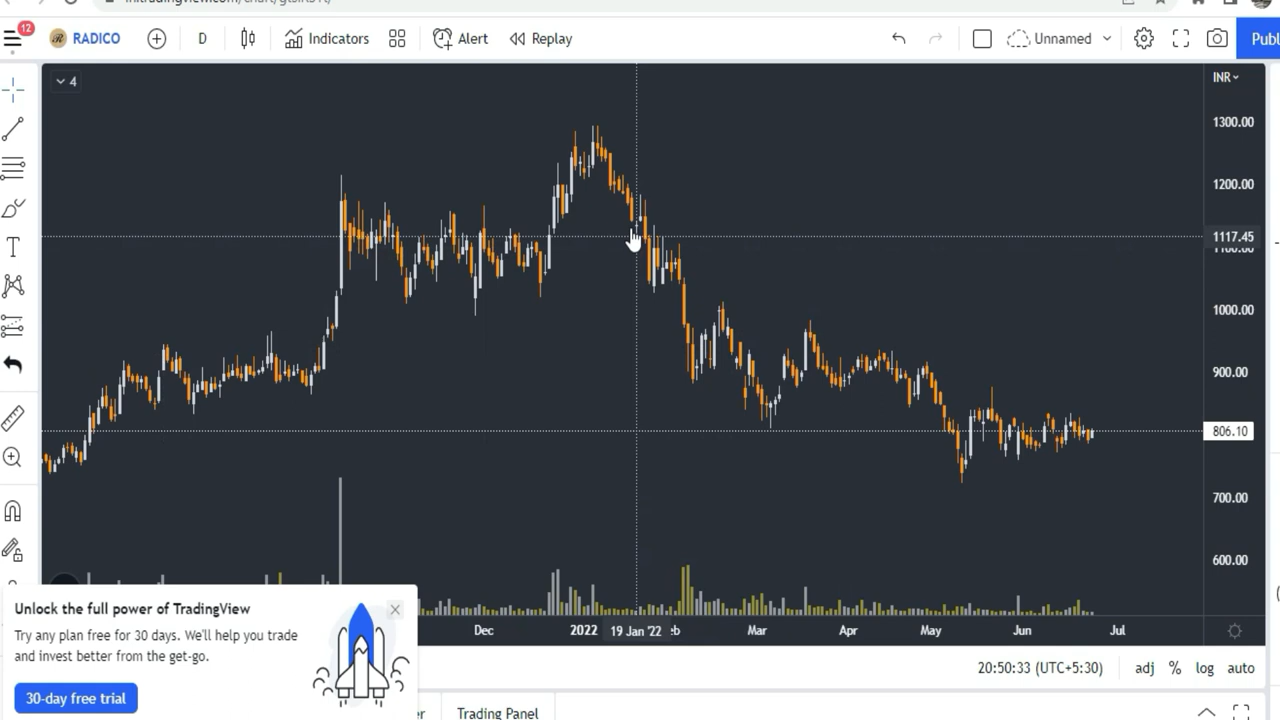 12
RADICO
D
Indicators
Alert
Replay
Unnamed
Publ
4
INR
1300.00
1200.00
1117.45
1000.00
900.00
806.10
700.00
600.00
Dec
2022
19 Jan '22
eb
Mar
Apr
May
Jun
Jul
Unlock the full power of TradingView
Try any plan free for 30 days. We'll help you trade
and invest better from the get-go.
30-day free trial
20:50:33 (UTC+5:30)
adj
%
log
auto
er
Trading Panel